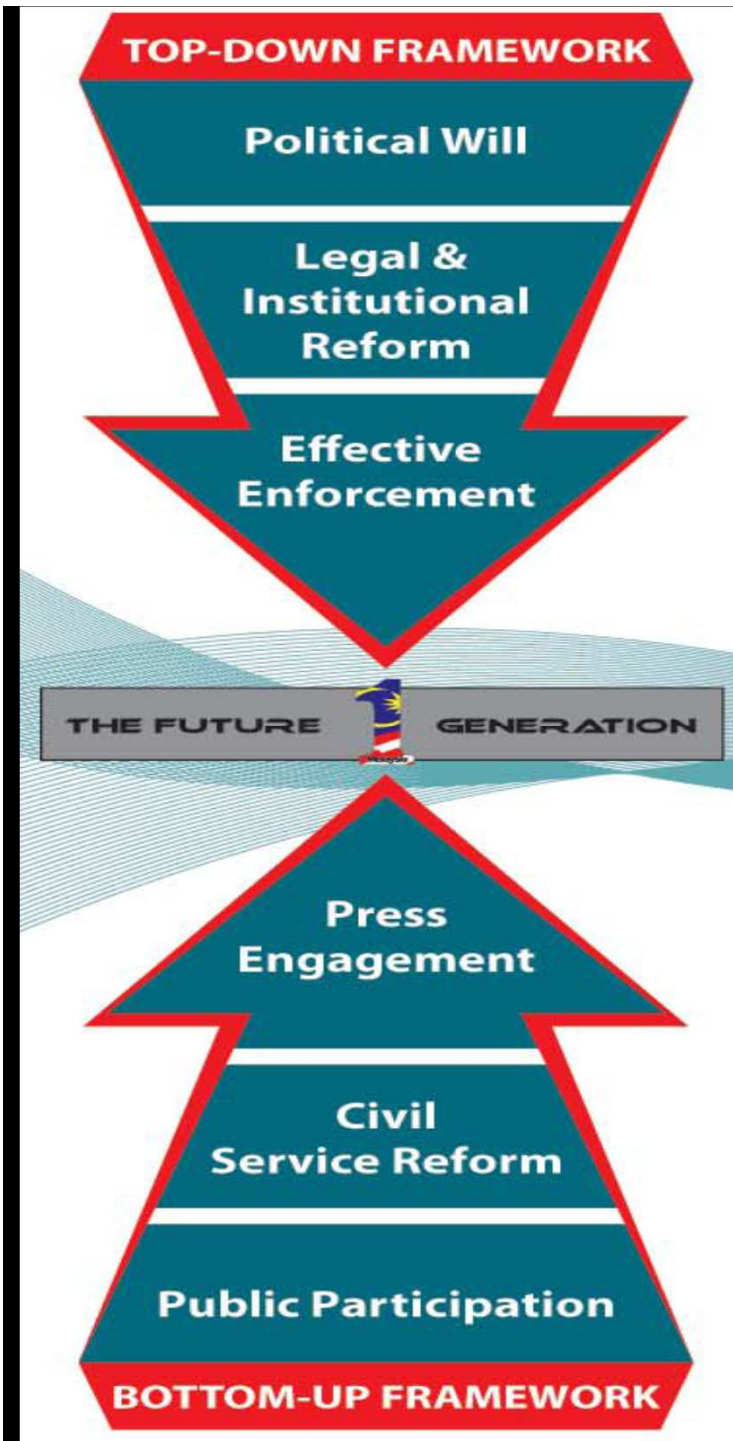 TOP-DOWN FRAMEWORK
Political Will
Legal &
Institutional
Reform
Effective
Enforcement
THE FUTURE 1 GENERATION
Press
Engagement
Civil
Service Reform
Public Participation
BOTTOM-UP FRAMEWORK